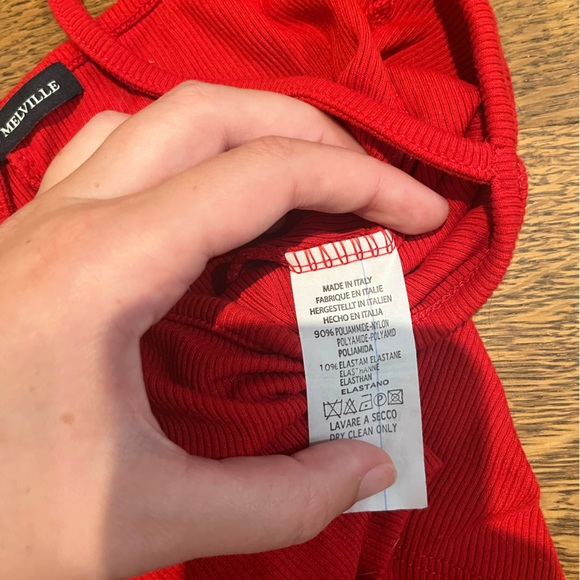 MELVILLE
MADE IN ITALY
FABRIQUE EN ITALIE
HERGESTELLT IN ITALIEN
HECHO EN ITALIA
90% POLIAMMIDE-NYLON
POLYAMIDE-POLYAMID
POLIAMIDA
10% ELASTAM ELASTANE
ELASTHANNE
ELASTHAN
ELASTANO
LAVARE A SECCO
DRY CLEAN ONLY